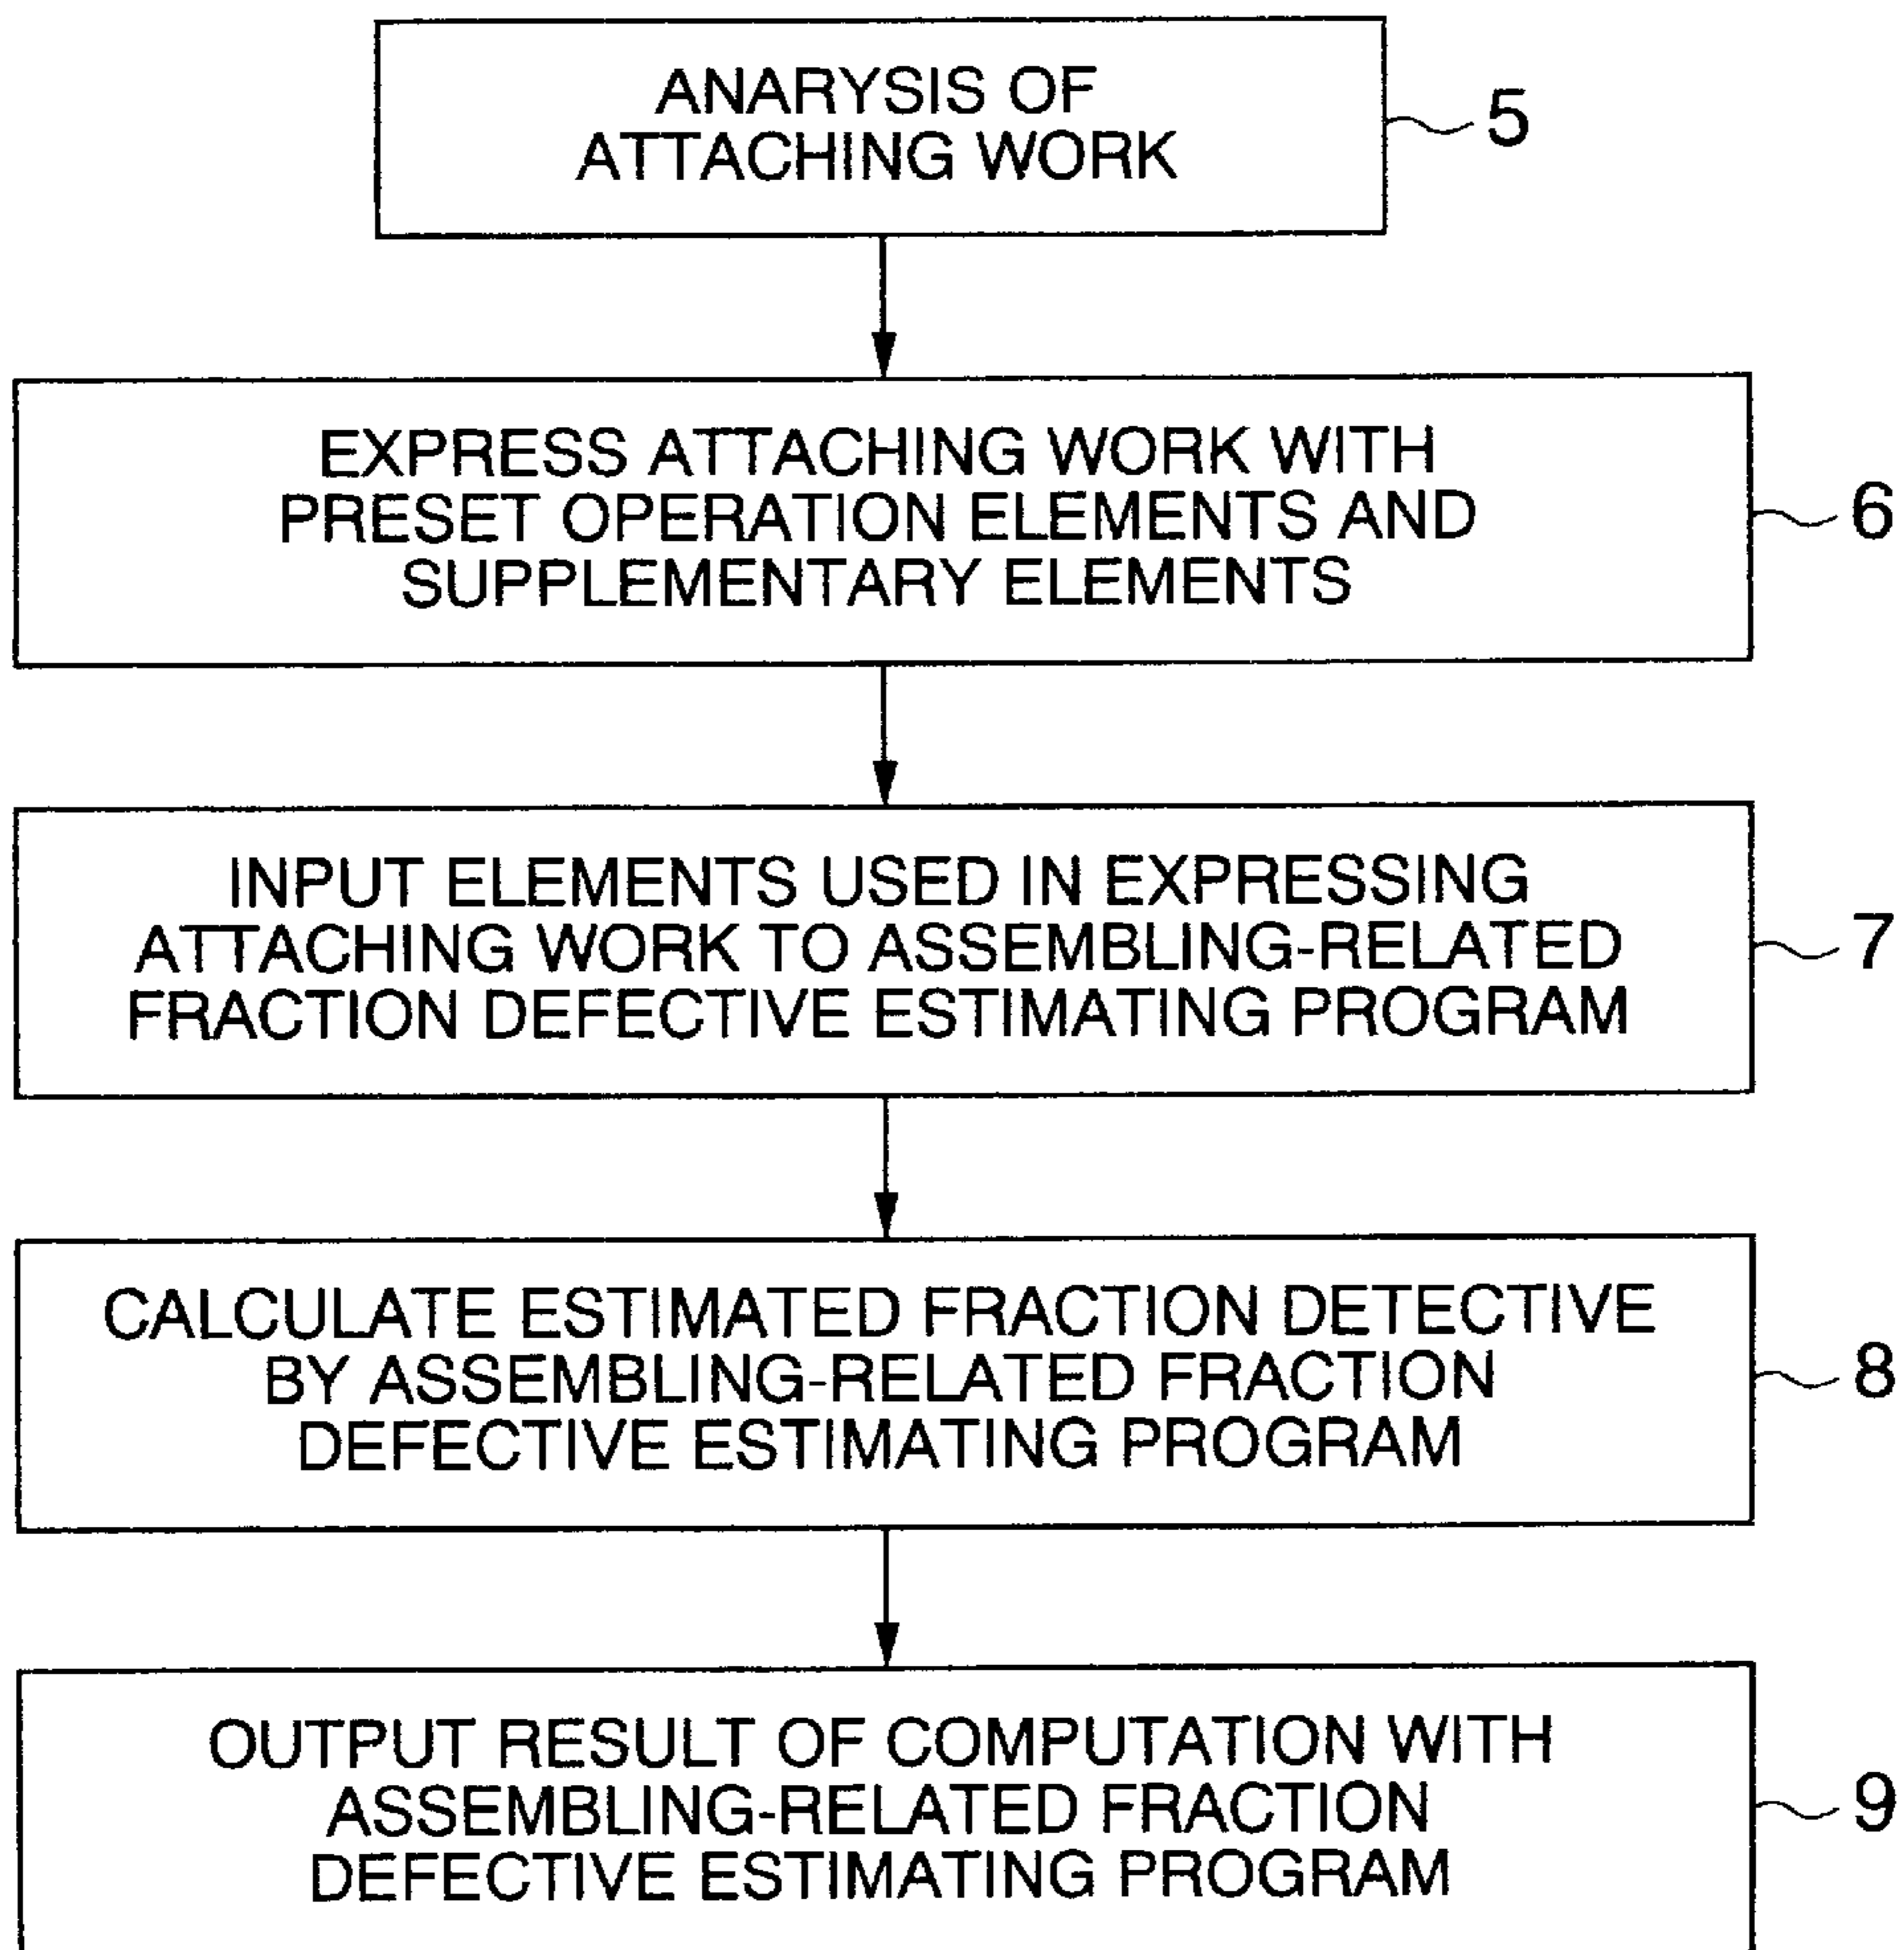 ANARYSIS OF
ATTACHING WORK
5
EXPRESS ATTACHING WORK WITH
PRESET OPERATION ELEMENTS AND
SUPPLEMENTARY ELEMENTS
6
INPUT ELEMENTS USED IN EXPRESSING
ATTACHING WORK TO ASSEMBLING-RELATED
FRACTION DEFECTIVE ESTIMATING PROGRAM
7
CALCULATE ESTIMATED FRACTION DETECTIVE
BY ASSEMBLING-RELATED FRACTION
DEFECTIVE ESTIMATING PROGRAM
8
OUTPUT RESULT OF COMPUTATION WITH
ASSEMBLING-RELATED FRACTION
DEFECTIVE ESTIMATING PROGRAM
9